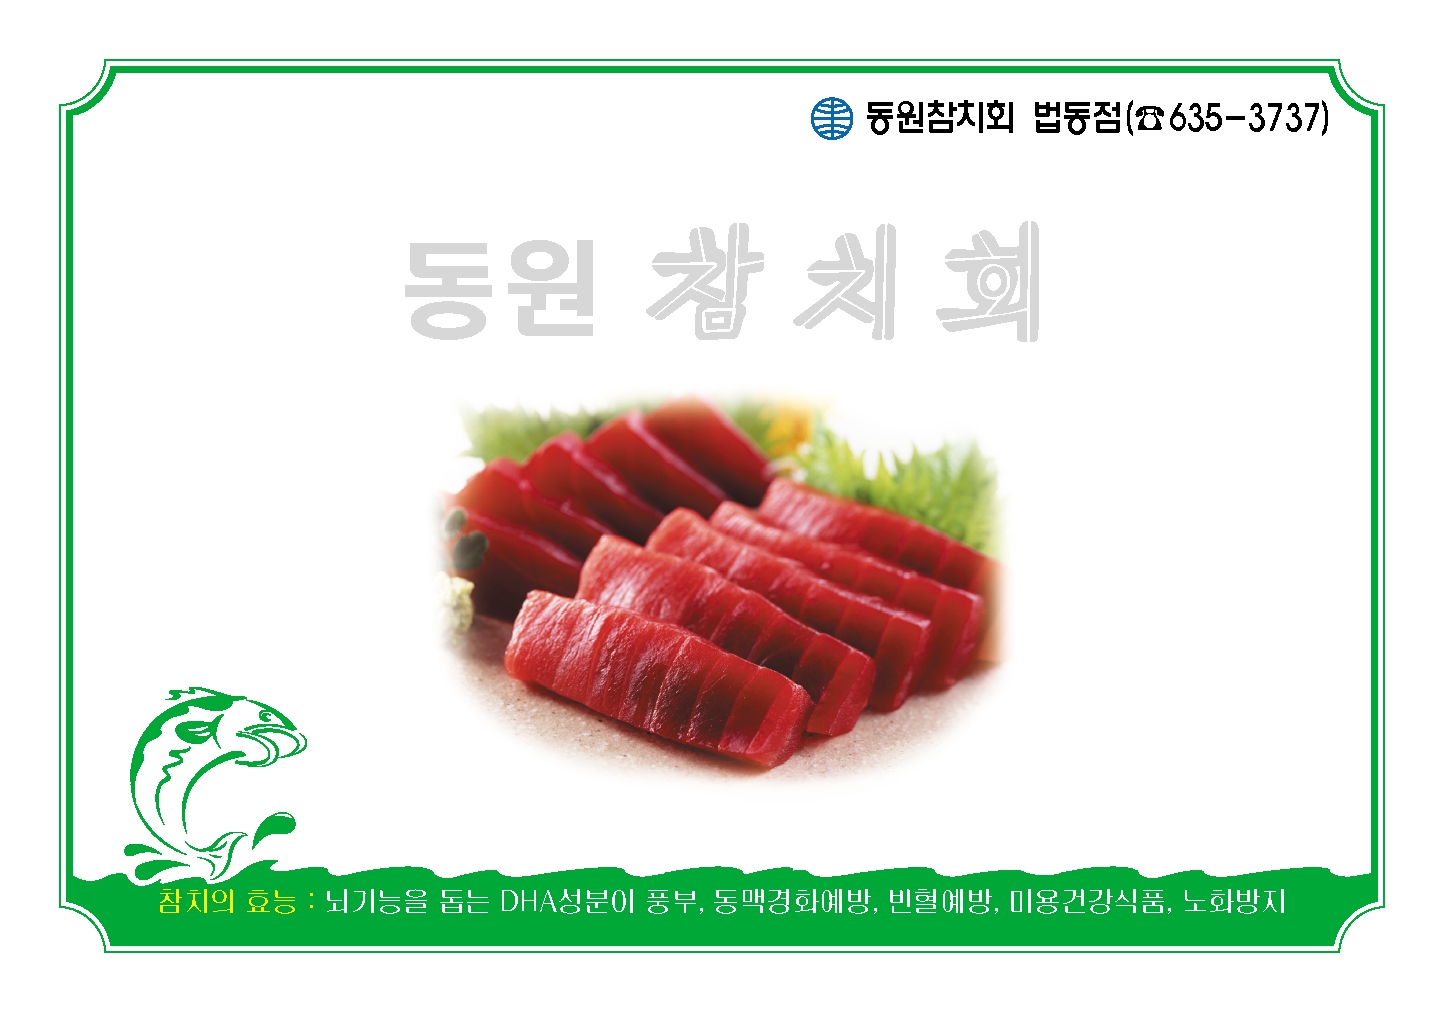 동원참치회 법동점(☎635-3737)
동원 참치회
참치의 효능 : 뇌기능을 돕는 DHA성분이 풍부, 동맥경화예방, 빈혈예방, 미용건강식품, 노화방지